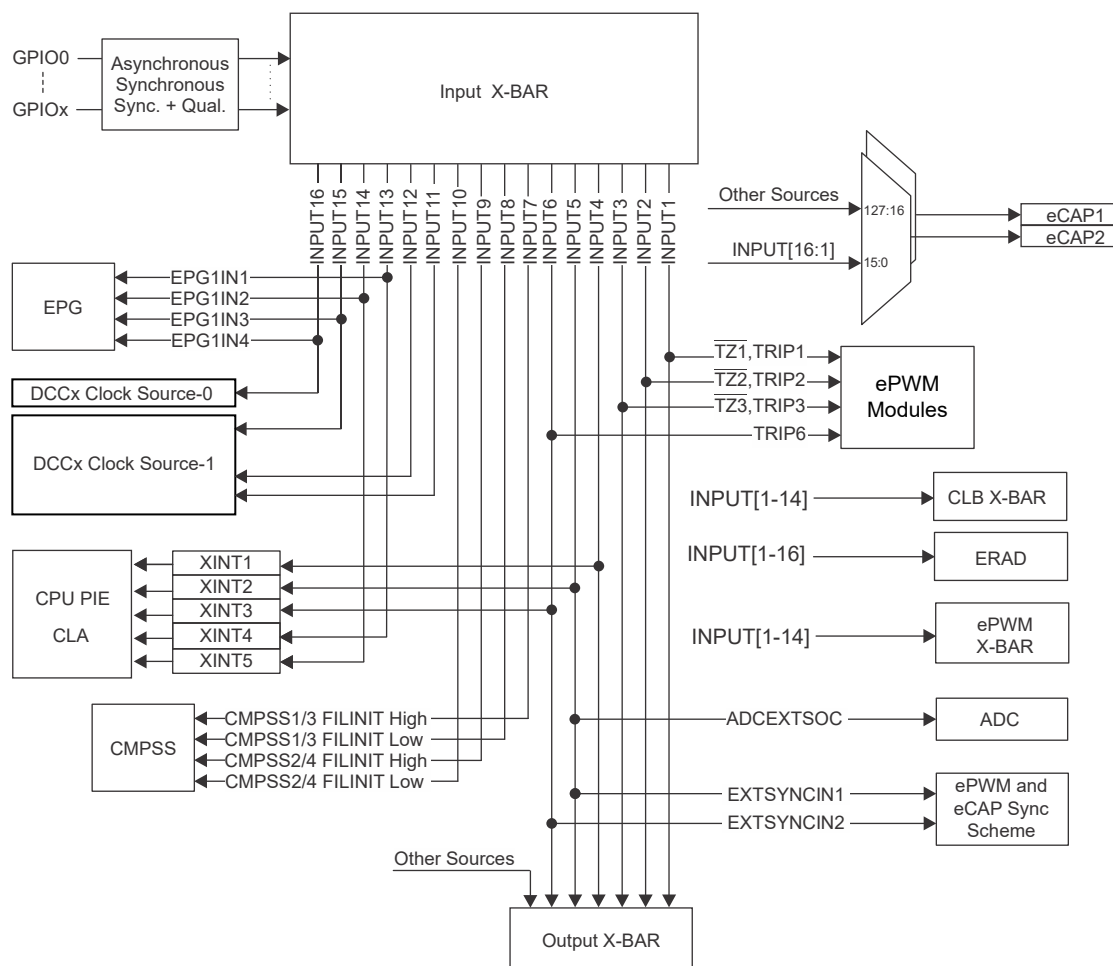 GPIO0
GPIOx
Asynchronous
Synchronous
Sync. + Qual.
Input X-BAR
INPUT16
INPUT15
INPUT14
INPUT13
INPUT12
INPUT11
INPUT10
INPUT9
INPUT8
INPUT7
INPUT6
INPUT5
INPUT4
INPUT3
INPUT2
INPUT1
Other Sources
127:16
INPUT[16:1]
15:0
eCAP1
eCAP2
EPG
EPG1IN1
EPG1IN2
EPG1IN3
EPG1IN4
DCCx Clock Source-0
DCCx Clock Source-1
TZ1,TRIP1
TZ2,TRIP2
TZ3,TRIP3
TRIP6
ePWM
Modules
INPUT[1-14]
CLB X-BAR
INPUT[1-16]
ERAD
INPUT[1-14]
ePWM
X-BAR
CPU PIE
CLA
XINT1
XINT2
XINT3
XINT4
XINT5
CMPSS
CMPSS1/3 FILINIT High
CMPSS1/3 FILINIT Low
CMPSS2/4 FILINIT High
CMPSS2/4 FILINIT Low
ADCEXTSOC
ADC
EXTSYNCIN1
EXTSYNCIN2
ePWM and
eCAP Sync
Scheme
Other Sources
Output X-BAR